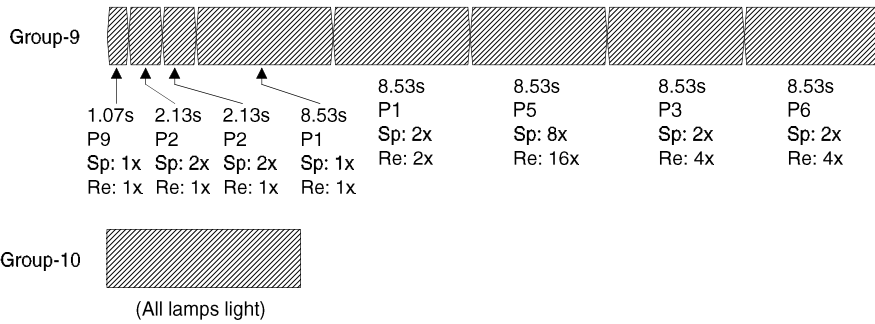 Group-9
1.07s 2.13s 2.13s 8.53s 8.53s 8.53s 8.53s 8.53s
P9 P2 P2 P1 P1 P5 P3 P6
Sp: 1x Sp: 2x Sp: 2x Sp: 1x Sp: 2x Sp: 8x Sp: 2x Sp: 2x
Re: 1x Re: 1x Re: 1x Re: 1x Re: 2x Re: 16x Re: 4x Re: 4x
Group-10
(All lamps light)